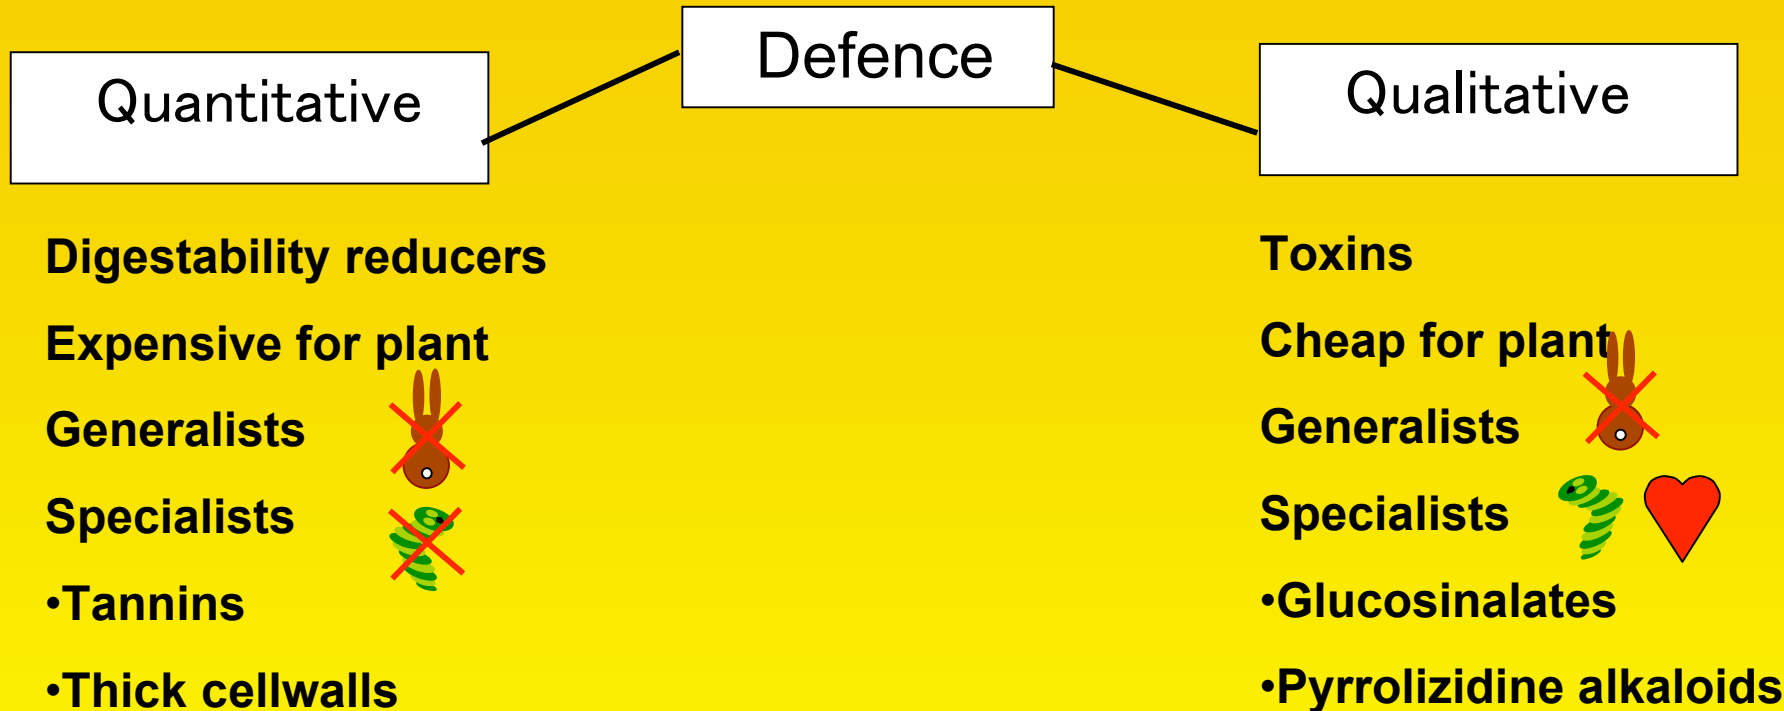 Defence
Quantitative
Digestability reducers
Expensive for plant
Generalists
Specialists
•Tannins
•Thick cellwalls
Qualitative
Toxins
Cheap for plant
Generalists
Specialists
•Glucosinalates
•Pyrrolizidine alkaloids